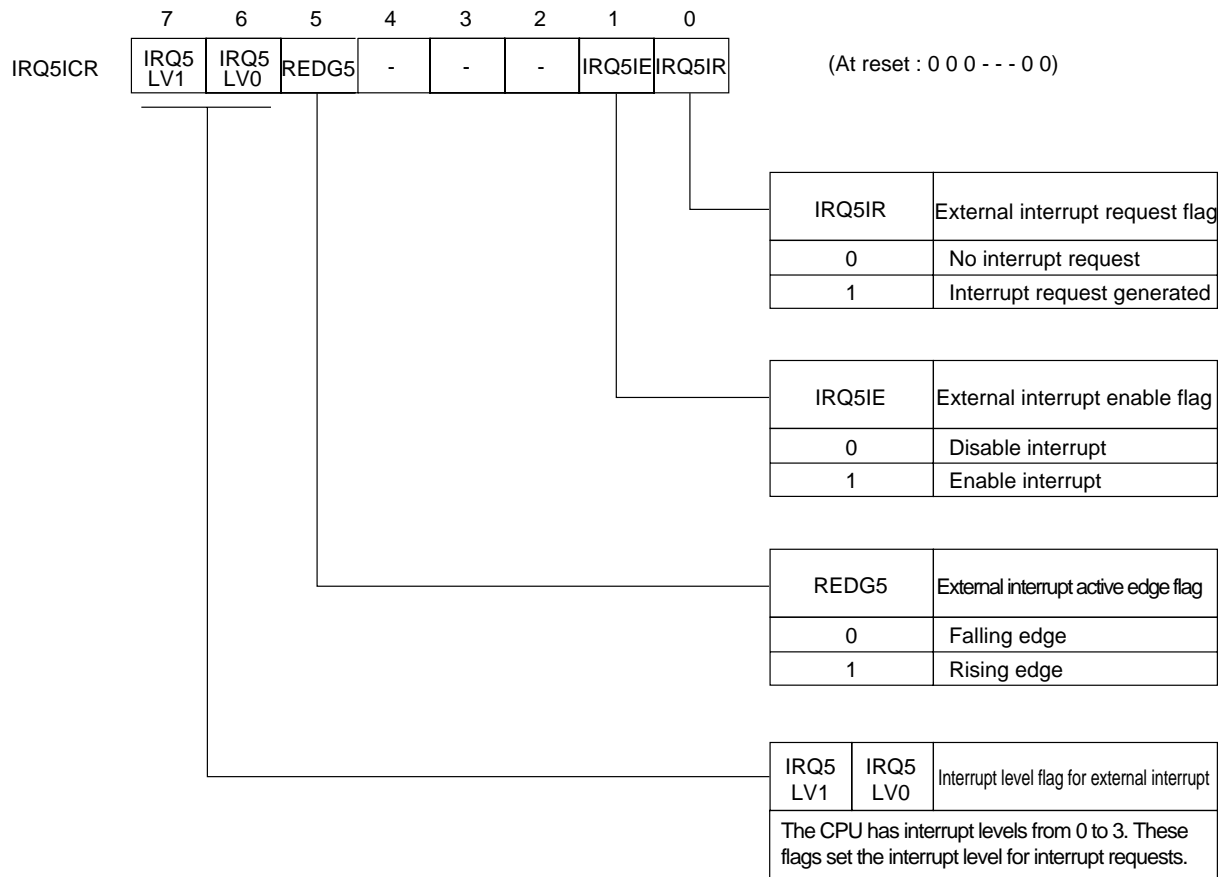 7 6 5 4 3 2 1 0
IRQ5ICR
IRQ5 LV1
IRQ5 LV0
REDG5
-
-
-
IRQ5IE
IRQ5IR
(At reset : 0 0 0 - - - 0 0)
IRQ5IR External interrupt request flag
0 No interrupt request
1 Interrupt request generated
IRQ5IE External interrupt enable flag
0 Disable interrupt
1 Enable interrupt
REDG5 External interrupt active edge flag
0 Falling edge
1 Rising edge
IRQ5 LV1
IRQ5 LV0
Interrupt level flag for external interrupt
The CPU has interrupt levels from 0 to 3. These
flags set the interrupt level for interrupt requests.